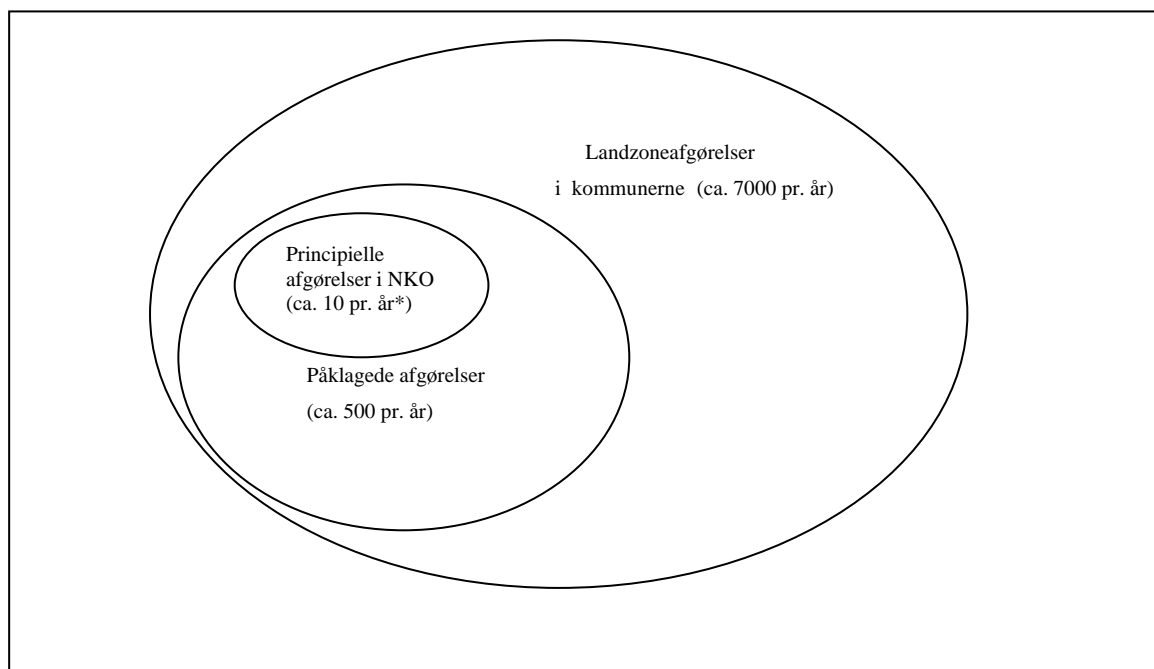 Landzoneafgørelser
i kommunerne (ca. 7000 pr. år)
Principielle
afgørelser i NKO
(ca. 10 pr. år*)
Påklagede afgørelser
(ca. 500 pr. år)